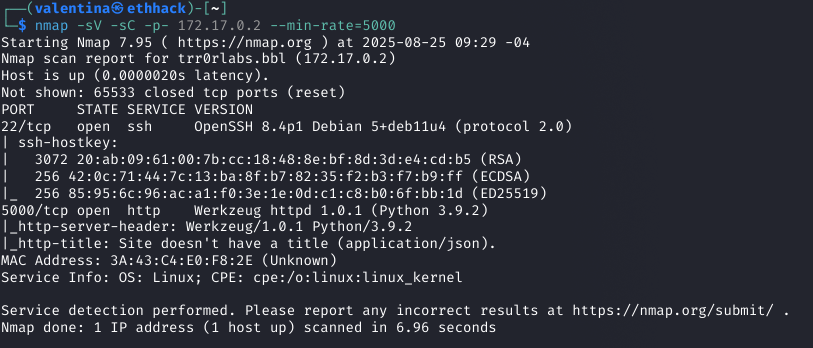 ┌──(valentina㉿ethhack)-[~]
└─$ nmap -sV -sC -p- 172.17.0.2 --min-rate=5000
Starting Nmap 7.95 ( https://nmap.org ) at 2025-08-25 09:29 -04
Nmap scan report for trr0rlabs.bbl (172.17.0.2)
Host is up (0.0000020s latency).
Not shown: 65533 closed tcp ports (reset)
PORT     STATE SERVICE VERSION
22/tcp   open  ssh     OpenSSH 8.4p1 Debian 5+deb11u4 (protocol 2.0)
| ssh-hostkey:
|   3072 20:ab:09:61:00:7b:cc:18:48:8e:bf:8d:3d:e4:cd:b5 (RSA)
|   256 42:0c:71:44:7c:13:ba:8f:b7:82:35:f2:b3:f7:b9:ff (ECDSA)
|_  256 85:95:6c:96:ac:a1:f0:3e:1e:0d:c1:c8:b0:6f:bb:1d (ED25519)
5000/tcp open  http    Werkzeug httpd 1.0.1 (Python 3.9.2)
|_http-server-header: Werkzeug/1.0.1 Python/3.9.2
|_http-title: Site doesn't have a title (application/json).
MAC Address: 3A:43:C4:E0:F8:2E (Unknown)
Service Info: OS: Linux; CPE: cpe:/o:linux:linux_kernel

Service detection performed. Please report any incorrect results at https://nmap.org/submit/ .
Nmap done: 1 IP address (1 host up) scanned in 6.96 seconds